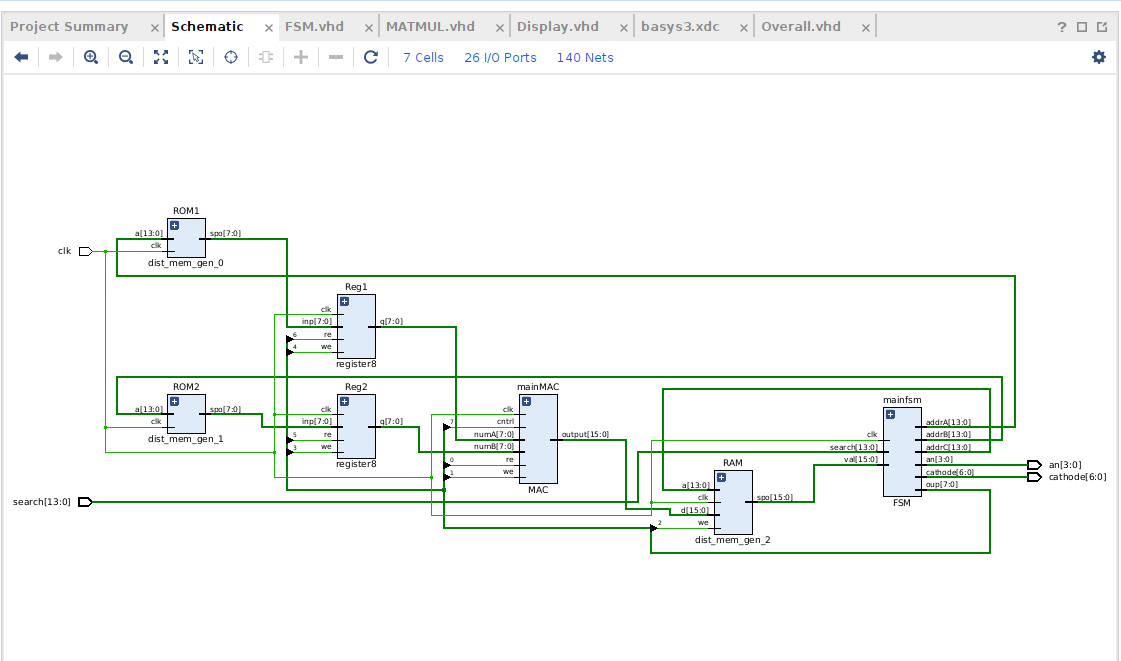 Project Summary × Schematic × FSM.vhd × MATMUL.vhd × Display.vhd × basys3.xdc × Overall.vhd × ?
7 Cells 26 I/O Ports 140 Nets
ROM1
a[13:0] spo[7:0]
clk
clk
dist_mem_gen_0
Reg1
clk
inp[7:0] q[7:0]
6 re
4 we
register8
ROM2
a[13:0] spo[7:0]
clk
dist_mem_gen_1
Reg2
clk
inp[7:0] q[7:0]
5 re
3 we
register8
mainMAC
clk
7 cntrl
numA[7:0] output[15:0]
numB[7:0]
0 re
1 we
MAC
mainfsm
addrA[13:0]
clk addrB[13:0]
search[13:0] addrC[13:0]
val[15:0] an[3:0] an[3:0]
cathode[6:0] cathode[6:0]
oup[7:0]
FSM
RAM
a[13:0]
clk spo[15:0]
d[15:0]
2 we
dist_mem_gen_2
search[13:0]